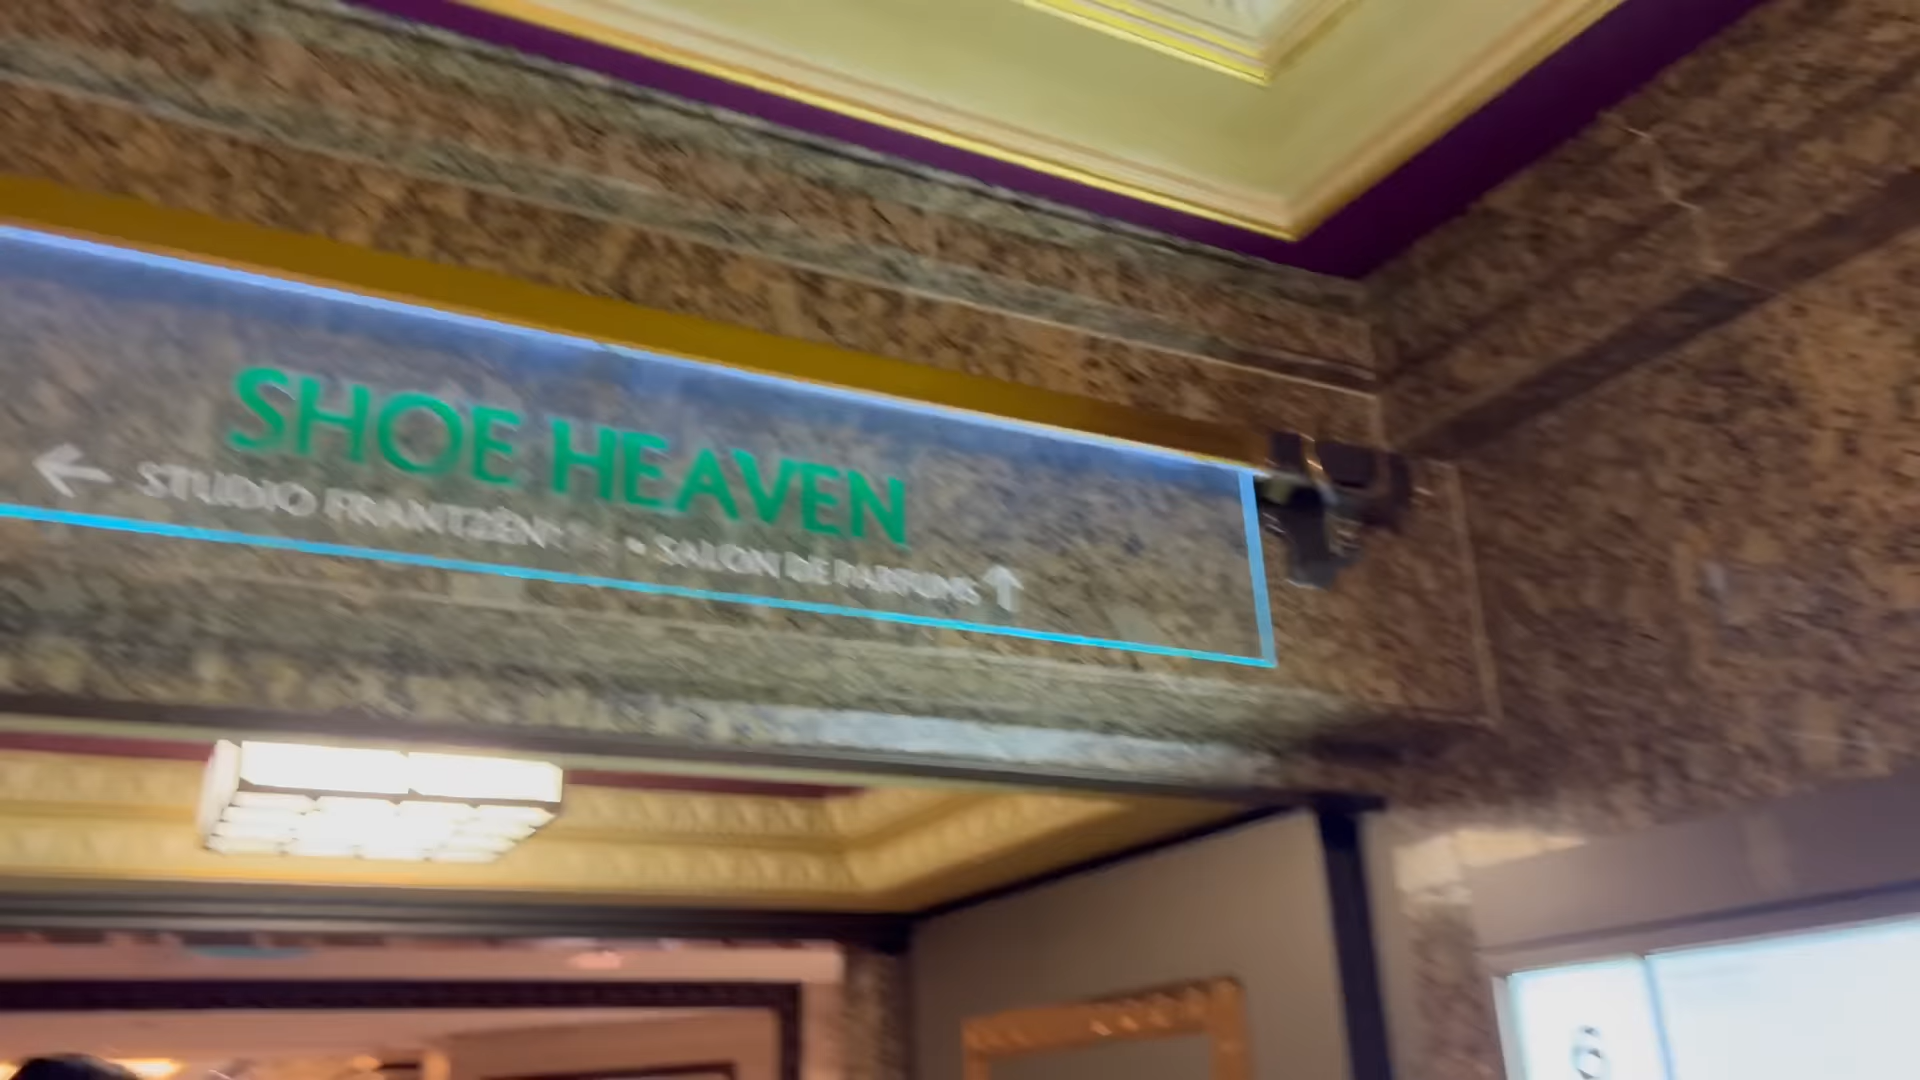 SHOE HEAVEN
← STUDIO FRANTZÉN • SALON DE PARFUMS ↑